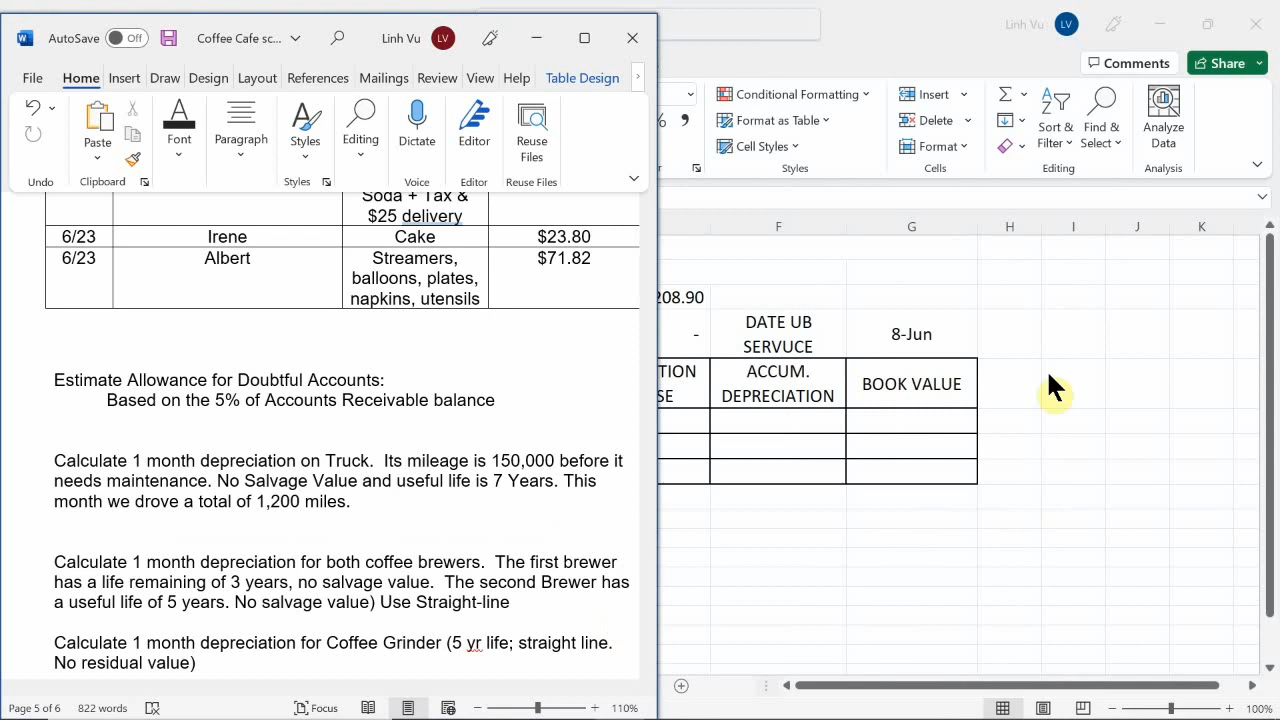 AutoSave Off Coffee Cafe sc... Linh Vu LV
File Home Insert Draw Design Layout References Mailings Review View Help Table Design
Undo
Paste
Clipboard
Font
Paragraph
Styles
Styles
Editing
Dictate
Voice
Editor
Editor
Reuse
Files
Reuse Files
Soda + Tax &
$25 delivery
6/23 Irene Cake $23.80
6/23 Albert Streamers, $71.82
balloons, plates,
napkins, utensils
Estimate Allowance for Doubtful Accounts:
Based on the 5% of Accounts Receivable balance
Calculate 1 month depreciation on Truck. Its mileage is 150,000 before it
needs maintenance. No Salvage Value and useful life is 7 Years. This
month we drove a total of 1,200 miles.
Calculate 1 month depreciation for both coffee brewers. The first brewer
has a life remaining of 3 years, no salvage value. The second Brewer has
a useful life of 5 years. No salvage value) Use Straight-line
Calculate 1 month depreciation for Coffee Grinder (5 yr life; straight line.
No residual value)
Page 5 of 6 822 words Focus 110%
Linh Vu LV
Comments Share
% Conditional Formatting
Format as Table
Cell Styles
Styles
Insert
Delete
Format
Cells
Sort &
Filter
Find &
Select
Editing
Analyze
Data
Analysis
F G H I J K
208.90
- DATE UB
SERVUCE
8-Jun
TION
SE
ACCUM.
DEPRECIATION
BOOK VALUE
100%